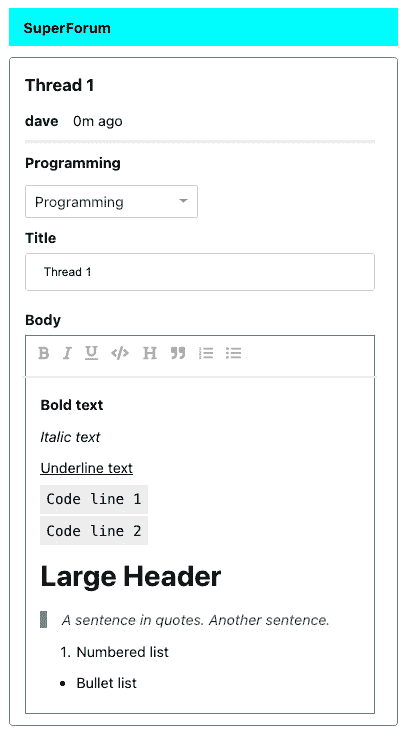 SuperForum
Thread 1
dave 0m ago
Programming
Programming
Title
Thread 1
Body
B I U </> H
Bold text
Italic text
Underline text
Code line 1
Code line 2
Large Header
A sentence in quotes. Another sentence.
1. Numbered list
• Bullet list